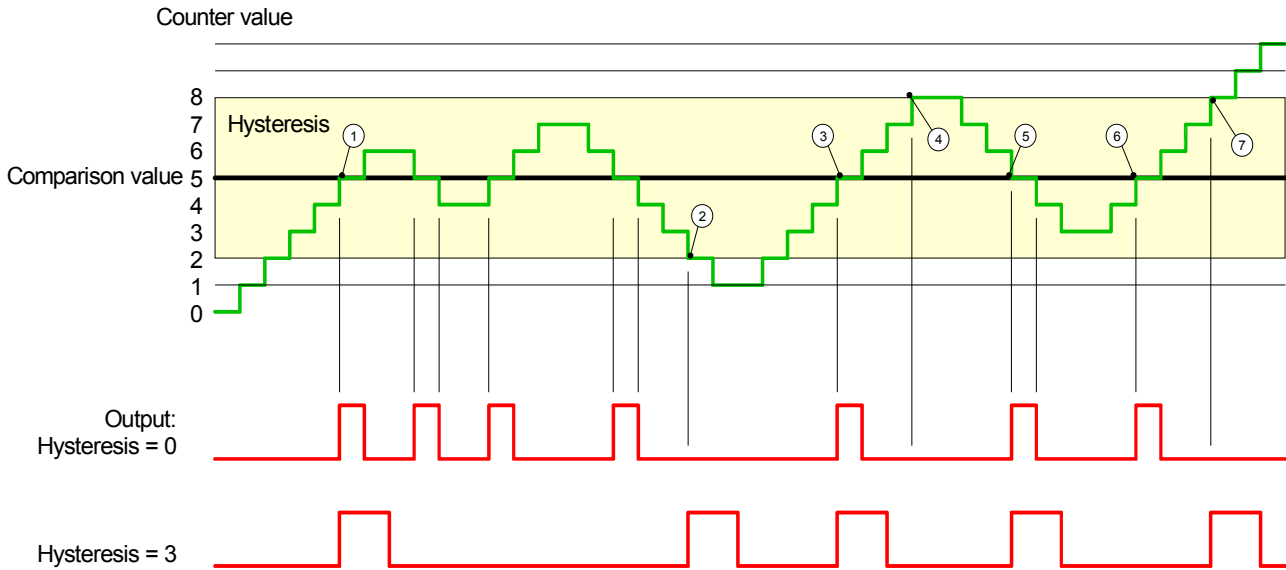 Counter value
8
7
Hysteresis
6
1
3
4
5
6
7
Comparison value 5
4
3
2
2
1
0
Output:
Hysteresis = 0
Hysteresis = 3